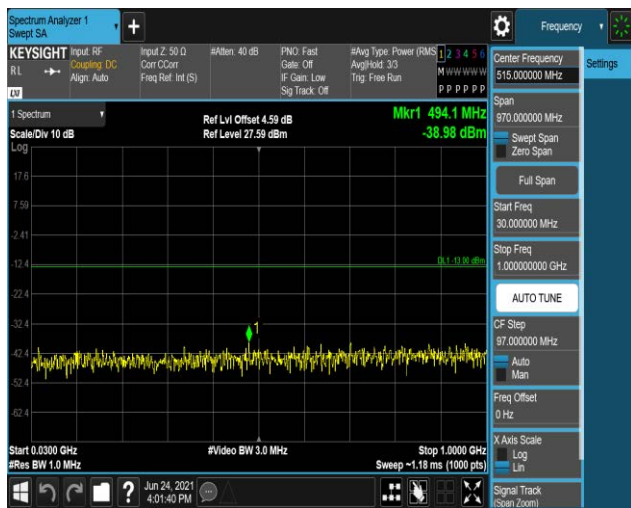 Spectrum Analyzer 1
Swept SA
Frequency
KEYSIGHT
RL
LXI
Input: RF
Coupling: DC
Align: Auto
Input Z: 50 Ω
Corr CCorr
Freq Ref: Int (S)
#Atten: 40 dB
PNO: Fast
Gate: Off
IF Gain: Low
Sig Track: Off
#Avg Type: Power (RMS
Avg|Hold: 3/3
Trig: Free Run
1 2 3 4 5 6
M W W W W W
P P P P P P
1 Spectrum
Scale/Div 10 dB
Log
Ref Lvl Offset 4.59 dB
Ref Level 27.59 dBm
Mkr1 494.1 MHz
-38.98 dBm
17.6
7.59
-2.41
-12.4
-22.4
-32.4
-42.4
-52.4
-62.4
DL1 -13.00 dBm
1
Start 0.0300 GHz
#Res BW 1.0 MHz
#Video BW 3.0 MHz
Stop 1.0000 GHz
Sweep ~1.18 ms (1000 pts)
?
Jun 24, 2021
4:01:40 PM
Center Frequency
515.000000 MHz
Span
970.000000 MHz
Swept Span
Zero Span
Full Span
Start Freq
30.000000 MHz
Stop Freq
1.000000000 GHz
AUTO TUNE
CF Step
97.000000 MHz
Auto
Man
Freq Offset
0 Hz
X Axis Scale
Log
Lin
Signal Track
(Span Zoom)
Settings